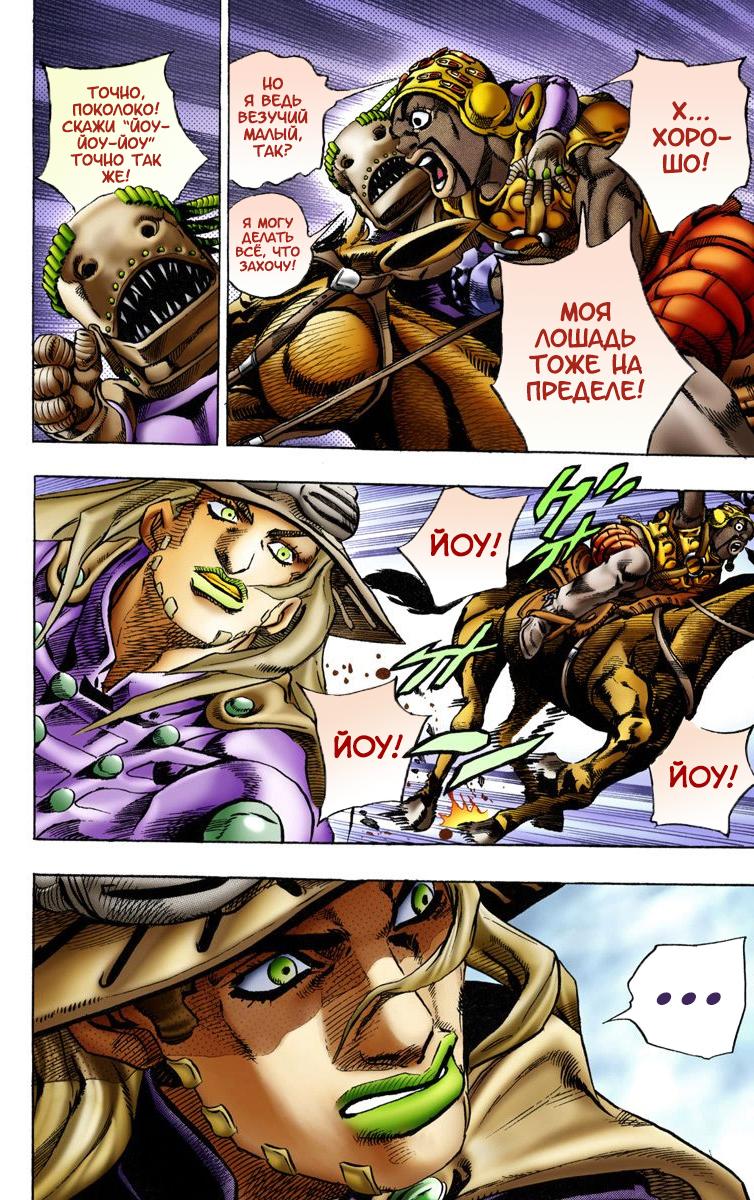 Х...
ХОРО-
ШО!
НО
Я ВЕДЬ
ВЕЗУЧИЙ
МАЛЫЙ,
ТАК?
Я МОГУ
ДЕЛАТЬ
ВСЁ, ЧТО
ЗАХОЧУ!
МОЯ
ЛОШАДЬ
ТОЖЕ НА
ПРЕДЕЛЕ!
ТОЧНО,
ПОКОЛОКО!
СКАЖИ "ЙОУ-
ЙОУ-ЙОУ"
ТОЧНО ТАК
ЖЕ!
ЙОУ!
ЙОУ!
ЙОУ!
...